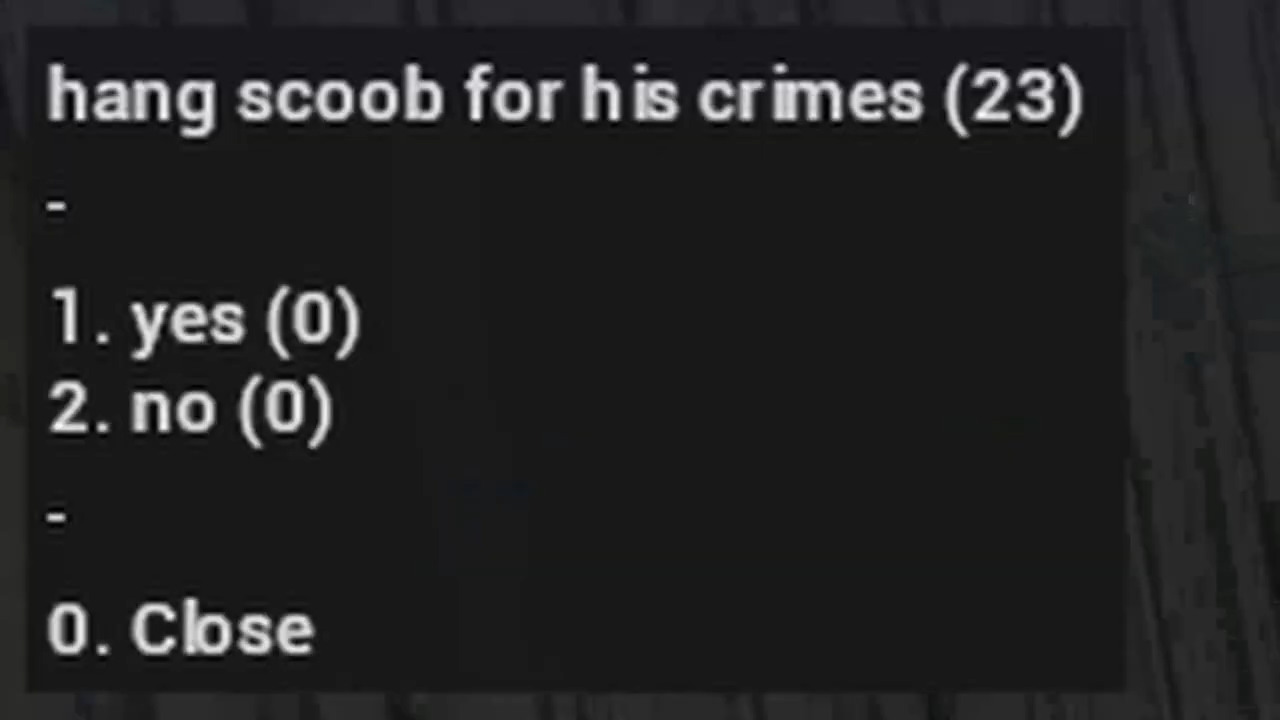 hang scoob for his crimes (23)
-
1. yes (0)
2. no (0)
-
0. Close